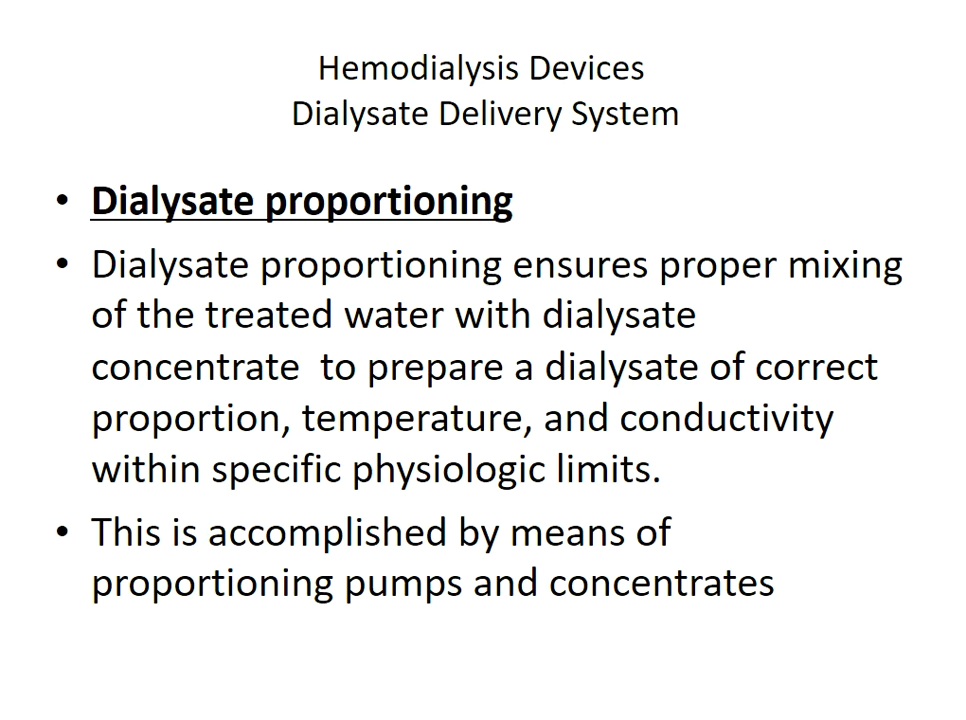 Hemodialysis Devices
Dialysate Delivery System
• Dialysate proportioning
• Dialysate proportioning ensures proper mixing
of the treated water with dialysate
concentrate  to prepare a dialysate of correct
proportion, temperature, and conductivity
within specific physiologic limits.
• This is accomplished by means of
proportioning pumps and concentrates